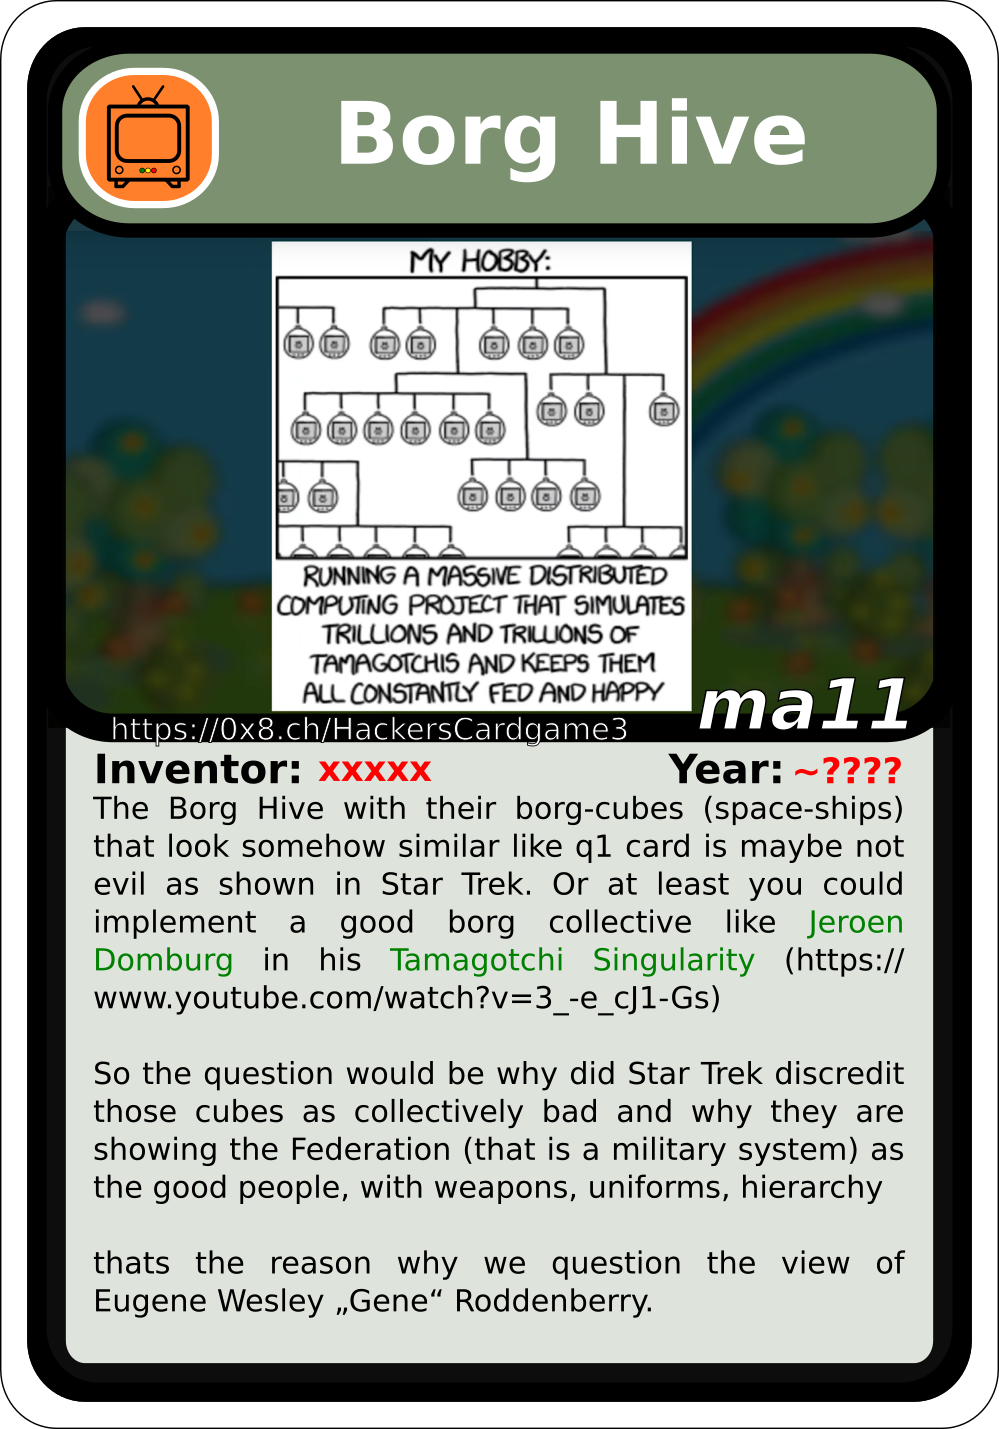 Borg Hive
MY HOBBY:
RUNNING A MASSIVE DISTRIBUTED
COMPUTING PROJECT THAT SIMULATES
TRILLIONS AND TRILLIONS OF
TAMAGOTCHIS AND KEEPS THEM
ALL CONSTANTLY FED AND HAPPY
ma11
https://0x8.ch/HackersCardgame3
Inventor: xxxxx Year: ~????
The Borg Hive with their borg-cubes (space-ships)
that look somehow similar like q1 card is maybe not
evil as shown in Star Trek. Or at least you could
implement a good borg collective like Jeroen
Domburg in his Tamagotchi Singularity (https://
www.youtube.com/watch?v=3_-e_cJ1-Gs)
So the question would be why did Star Trek discredit
those cubes as collectively bad and why they are
showing the Federation (that is a military system) as
the good people, with weapons, uniforms, hierarchy
thats the reason why we question the view of
Eugene Wesley „Gene“ Roddenberry.